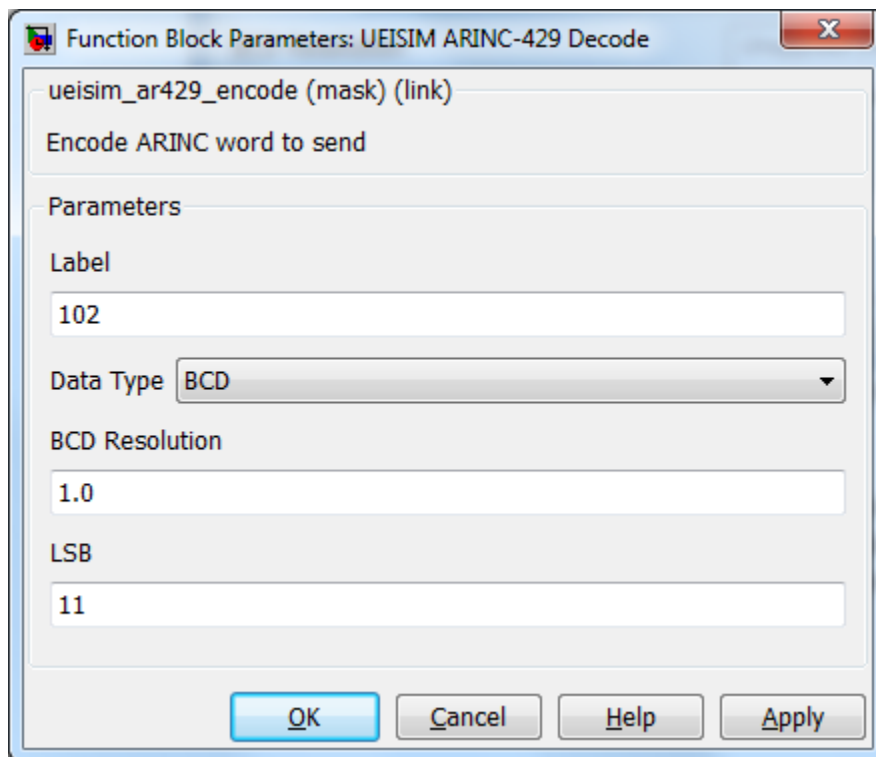 Function Block Parameters: UEISIM ARINC-429 Decode
ueisim_ar429_encode (mask) (link)
Encode ARINC word to send
Parameters
Label
102
Data Type BCD
BCD Resolution
1.0
LSB
11
OK Cancel Help Apply